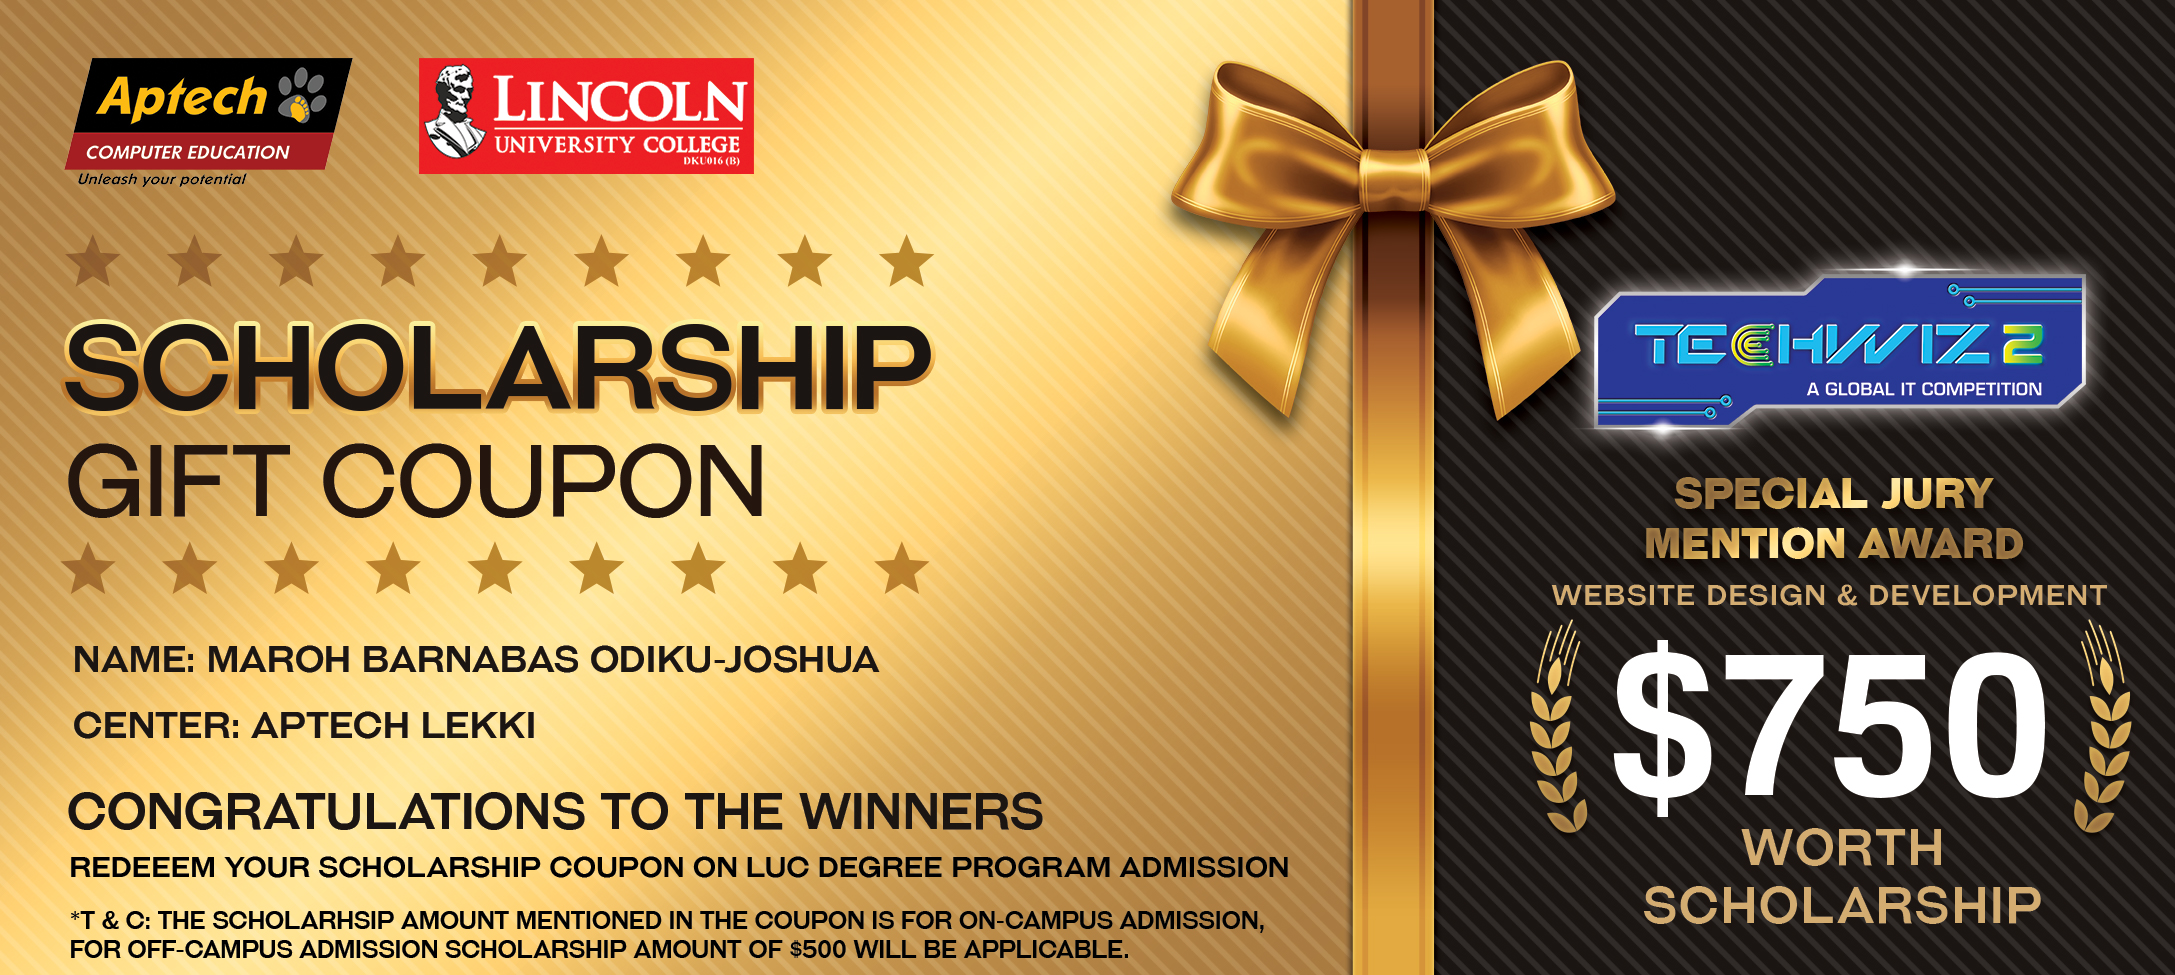 Aptech
COMPUTER EDUCATION
Unleash your potential
LINCOLN
UNIVERSITY COLLEGE
DKU016 (B)
SCHOLARSHIP
GIFT COUPON
NAME: MAROH BARNABAS ODIKU-JOSHUA
CENTER: APTECH LEKKI
CONGRATULATIONS TO THE WINNERS
REDEEEM YOUR SCHOLARSHIP COUPON ON LUC DEGREE PROGRAM ADMISSION
*T & C: THE SCHOLARHSIP AMOUNT MENTIONED IN THE COUPON IS FOR ON-CAMPUS ADMISSION,
FOR OFF-CAMPUS ADMISSION SCHOLARSHIP AMOUNT OF $500 WILL BE APPLICABLE.
TECHWIZ 2
A GLOBAL IT COMPETITION
SPECIAL JURY
MENTION AWARD
WEBSITE DESIGN & DEVELOPMENT
$750
WORTH
SCHOLARSHIP